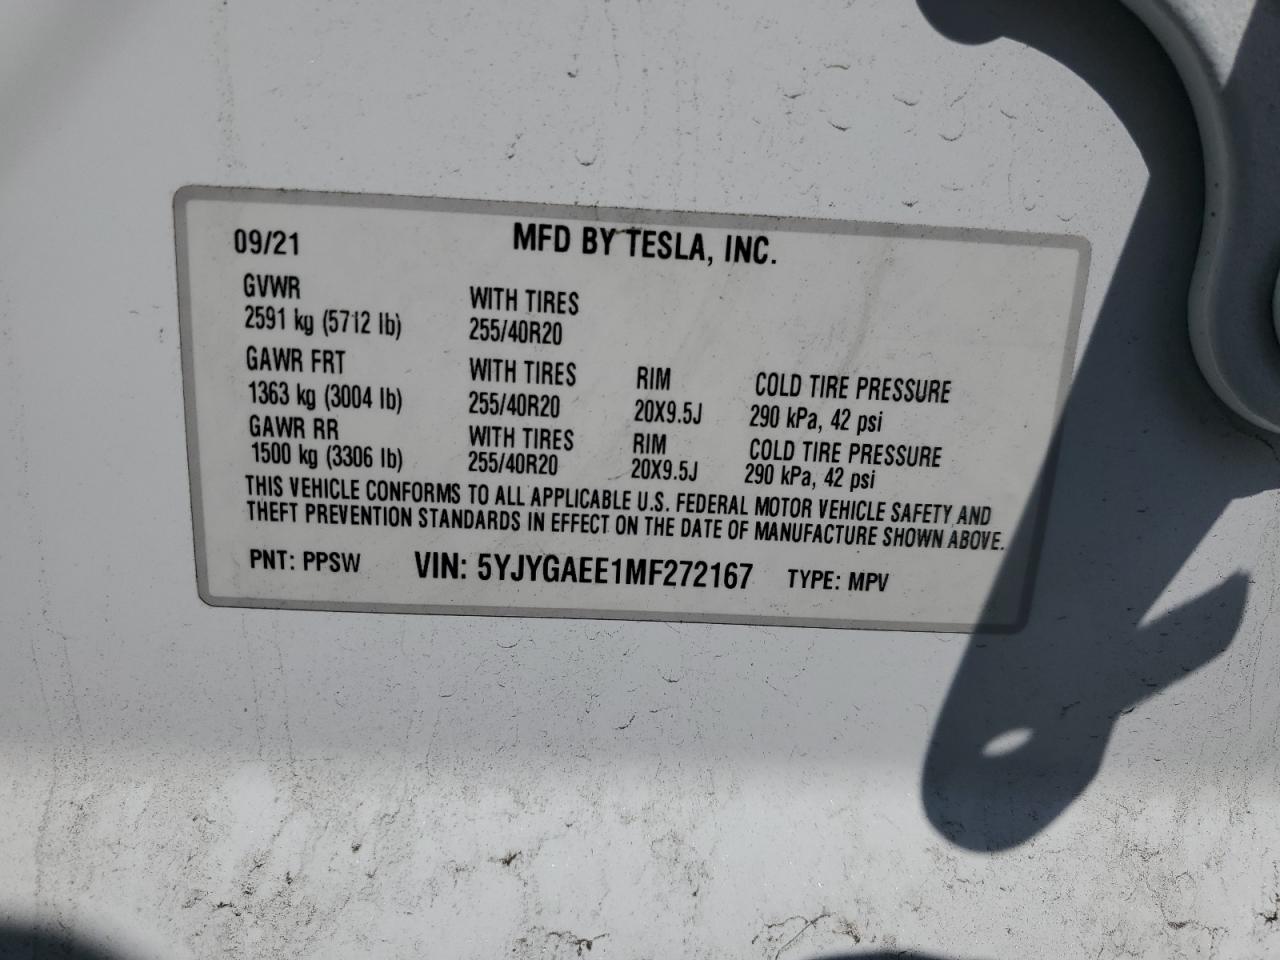 09/21 MFD BY TESLA, INC.
GVWR WITH TIRES
2591 kg (5712 lb) 255/40R20
GAWR FRT WITH TIRES RIM COLD TIRE PRESSURE
1363 kg (3004 lb) 255/40R20 20X9.5J 290 kPa, 42 psi
GAWR RR WITH TIRES RIM COLD TIRE PRESSURE
1500 kg (3306 lb) 255/40R20 20X9.5J 290 kPa, 42 psi
THIS VEHICLE CONFORMS TO ALL APPLICABLE U.S. FEDERAL MOTOR VEHICLE SAFETY AND
THEFT PREVENTION STANDARDS IN EFFECT ON THE DATE OF MANUFACTURE SHOWN ABOVE.
PNT: PPSW VIN: 5YJYGAEE1MF272167 TYPE: MPV